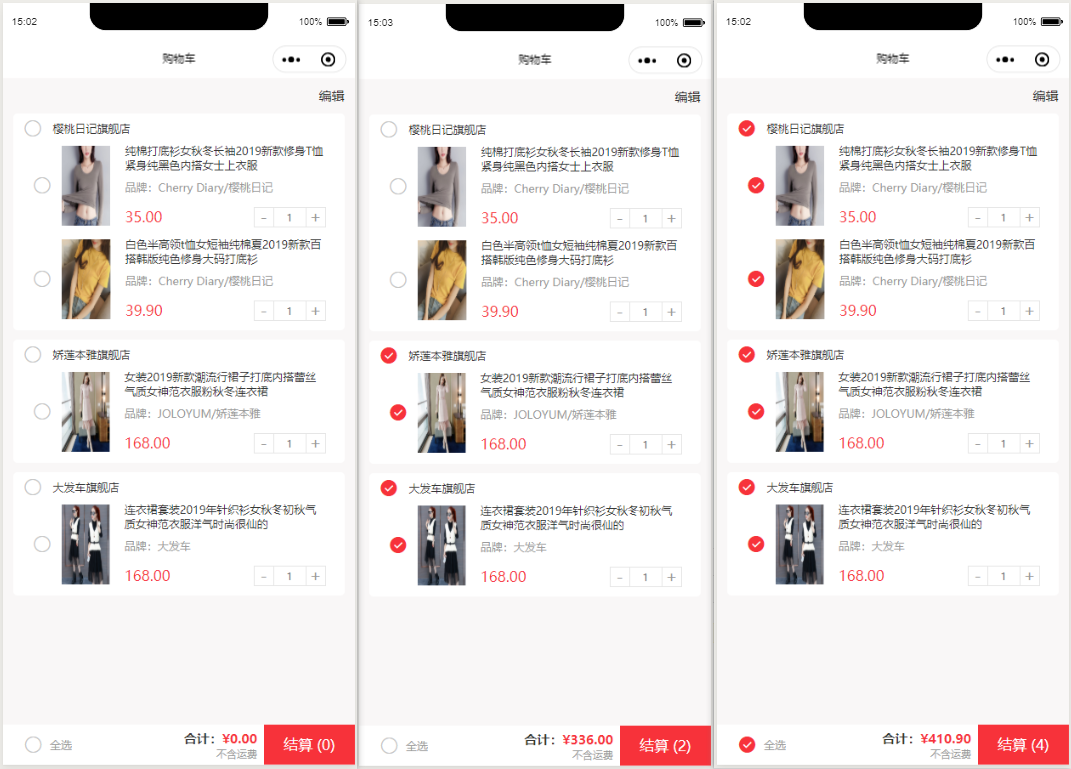 15:02
100%
购物车
编辑
樱桃日记旗舰店
纯棉打底衫女秋冬长袖2019新款修身T恤
紧身纯黑色内搭女士上衣服
品牌：Cherry Diary/樱桃日记
35.00
- 1 +
白色半高领t恤女短袖纯棉夏2019新款百
搭韩版纯色修身大码打底衫
品牌：Cherry Diary/樱桃日记
39.90
- 1 +
娇莲本雅旗舰店
女装2019新款潮流行裙子打底内搭蕾丝
气质女神范衣服粉秋冬连衣裙
品牌：JOLOYUM/娇莲本雅
168.00
- 1 +
大发车旗舰店
连衣裙套装2019年针织衫女秋冬初秋气
质女神范衣服洋气时尚很仙的
品牌：大发车
168.00
- 1 +
全选
合计：¥0.00
不含运费
结算 (0)
15:03
100%
购物车
编辑
樱桃日记旗舰店
纯棉打底衫女秋冬长袖2019新款修身T恤
紧身纯黑色内搭女士上衣服
品牌：Cherry Diary/樱桃日记
35.00
- 1 +
白色半高领t恤女短袖纯棉夏2019新款百
搭韩版纯色修身大码打底衫
品牌：Cherry Diary/樱桃日记
39.90
- 1 +
娇莲本雅旗舰店
女装2019新款潮流行裙子打底内搭蕾丝
气质女神范衣服粉秋冬连衣裙
品牌：JOLOYUM/娇莲本雅
168.00
- 1 +
大发车旗舰店
连衣裙套装2019年针织衫女秋冬初秋气
质女神范衣服洋气时尚很仙的
品牌：大发车
168.00
- 1 +
全选
合计：¥336.00
不含运费
结算 (2)
15:02
100%
购物车
编辑
樱桃日记旗舰店
纯棉打底衫女秋冬长袖2019新款修身T恤
紧身纯黑色内搭女士上衣服
品牌：Cherry Diary/樱桃日记
35.00
- 1 +
白色半高领t恤女短袖纯棉夏2019新款百
搭韩版纯色修身大码打底衫
品牌：Cherry Diary/樱桃日记
39.90
- 1 +
娇莲本雅旗舰店
女装2019新款潮流行裙子打底内搭蕾丝
气质女神范衣服粉秋冬连衣裙
品牌：JOLOYUM/娇莲本雅
168.00
- 1 +
大发车旗舰店
连衣裙套装2019年针织衫女秋冬初秋气
质女神范衣服洋气时尚很仙的
品牌：大发车
168.00
- 1 +
全选
合计：¥410.90
不含运费
结算 (4)